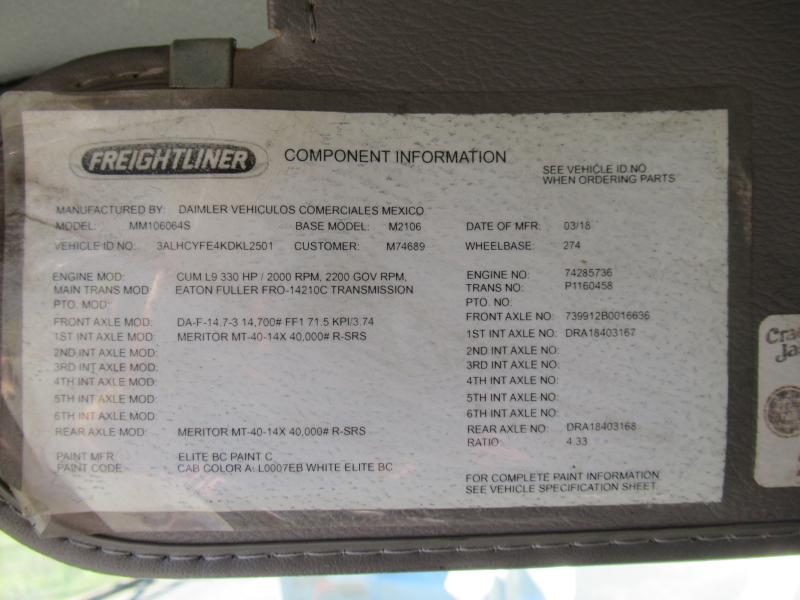 FREIGHTLINER COMPONENT INFORMATION
SEE VEHICLE ID NO
WHEN ORDERING PARTS
MANUFACTURED BY: DAIMLER VEHICULOS COMERCIALES MEXICO
MODEL: MM106064S BASE MODEL: M2106 DATE OF MFR: 03/18
VEHICLE ID NO: 3ALHCYFE4KDKL2501 CUSTOMER: M74689 WHEELBASE: 274
ENGINE MOD: CUM L9 330 HP / 2000 RPM, 2200 GOV RPM, ENGINE NO: 74285736
MAIN TRANS MOD: EATON FULLER FRO-14210C TRANSMISSION TRANS NO: P1160458
PTO. MOD: PTO. NO:
FRONT AXLE MOD: DA-F-14.7-3 14,700# FF1 71.5 KPI/3.74 FRONT AXLE NO 739912B0016636
1ST INT AXLE MOD: MERITOR MT-40-14X 40,000# R-SRS 1ST INT AXLE NO: DRA18403167
2ND INT AXLE MOD: 2ND INT AXLE NO:
3RD INT AXLE MOD: 3RD INT AXLE NO:
4TH INT AXLE MOD: 4TH INT AXLE NO:
5TH INT AXLE MOD: 5TH INT AXLE NO:
6TH INT AXLE MOD: 6TH INT AXLE NO:
REAR AXLE MOD: MERITOR MT-40-14X 40,000# R-SRS REAR AXLE NO: DRA18403168
RATIO 4.33
PAINT MFR ELITE BC PAINT C
PAINT CODE CAB COLOR A: L0007EB WHITE ELITE BC
FOR COMPLETE PAINT INFORMATION
SEE VEHICLE SPECIFICATION SHEET.